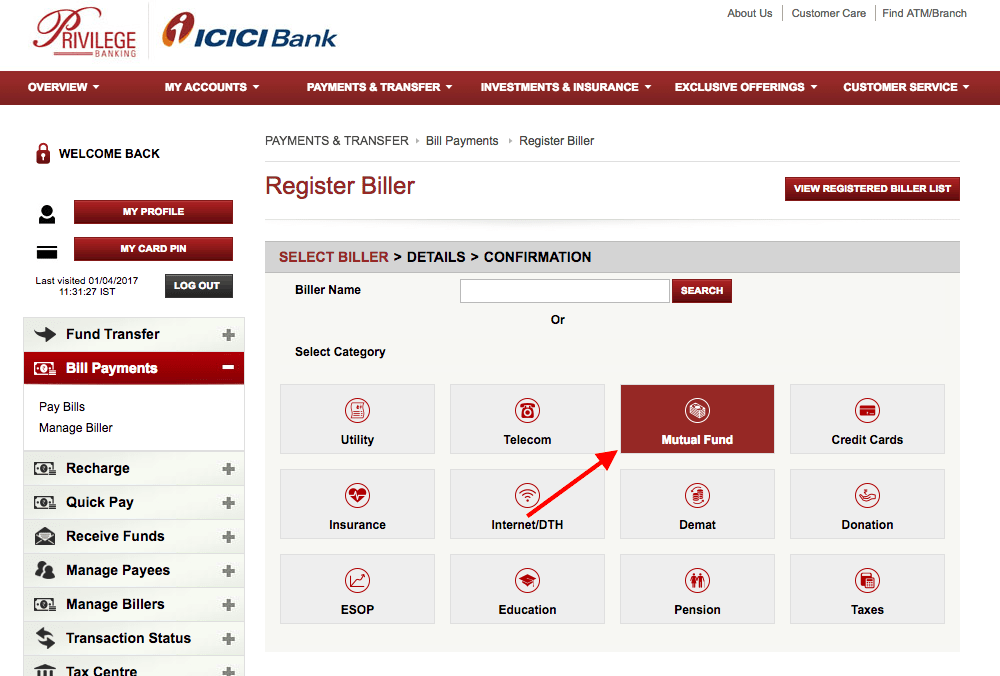 PRIVILEGE
BANKING
ICICI Bank
About Us
Customer Care
Find ATM/Branch
OVERVIEW
MY ACCOUNTS
PAYMENTS & TRANSFER
INVESTMENTS & INSURANCE
EXCLUSIVE OFFERINGS
CUSTOMER SERVICE
WELCOME BACK
MY PROFILE
MY CARD PIN
Last visited 01/04/2017
11:31:27 IST
LOG OUT
Fund Transfer
Bill Payments
Pay Bills
Manage Biller
Recharge
Quick Pay
Receive Funds
Manage Payees
Manage Billers
Transaction Status
Tax Centre
PAYMENTS & TRANSFER
Bill Payments
Register Biller
Register Biller
VIEW REGISTERED BILLER LIST
SELECT BILLER > DETAILS > CONFIRMATION
Biller Name
SEARCH
Or
Select Category
Utility
Telecom
Mutual Fund
Credit Cards
Insurance
Internet/DTH
Demat
Donation
ESOP
Education
Pension
Taxes